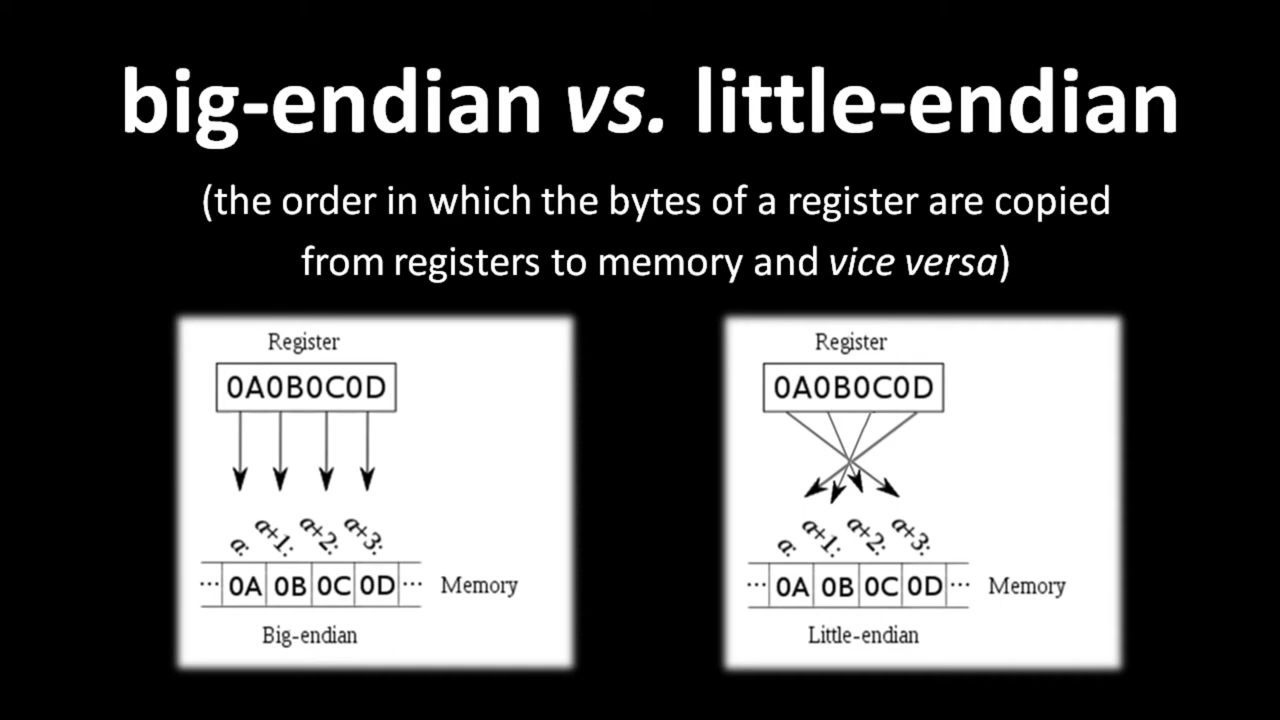 big-endian vs. little-endian
(the order in which the bytes of a register are copied
from registers to memory and vice versa)
Register
0A0B0C0D
a:
a+1:
a+2:
a+3:
... 0A 0B 0C 0D ...
Memory
Big-endian
Register
0A0B0C0D
a:
a+1:
a+2:
a+3:
... 0A 0B 0C 0D ...
Memory
Little-endian